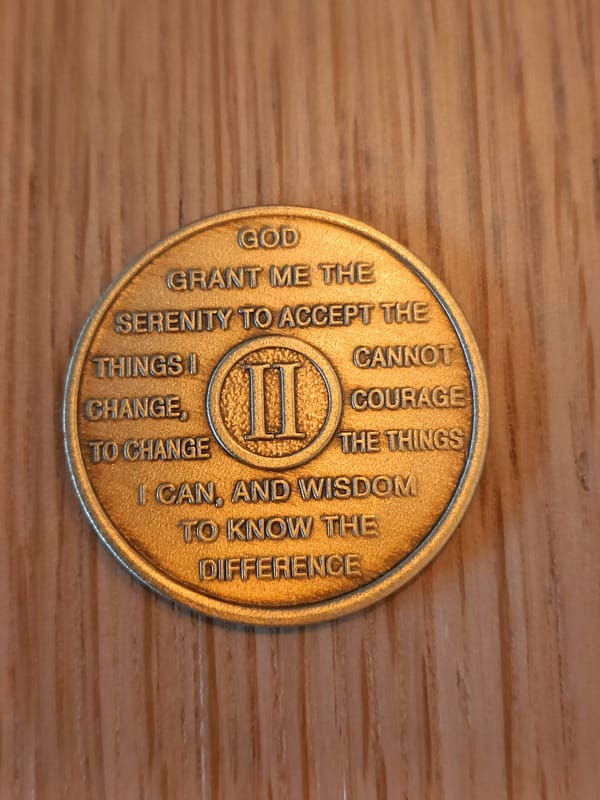 GOD
GRANT ME THE
SERENITY TO ACCEPT THE
THINGS I CANNOT
CHANGE, COURAGE
II
TO CHANGE THE THINGS
I CAN, AND WISDOM
TO KNOW THE
DIFFERENCE